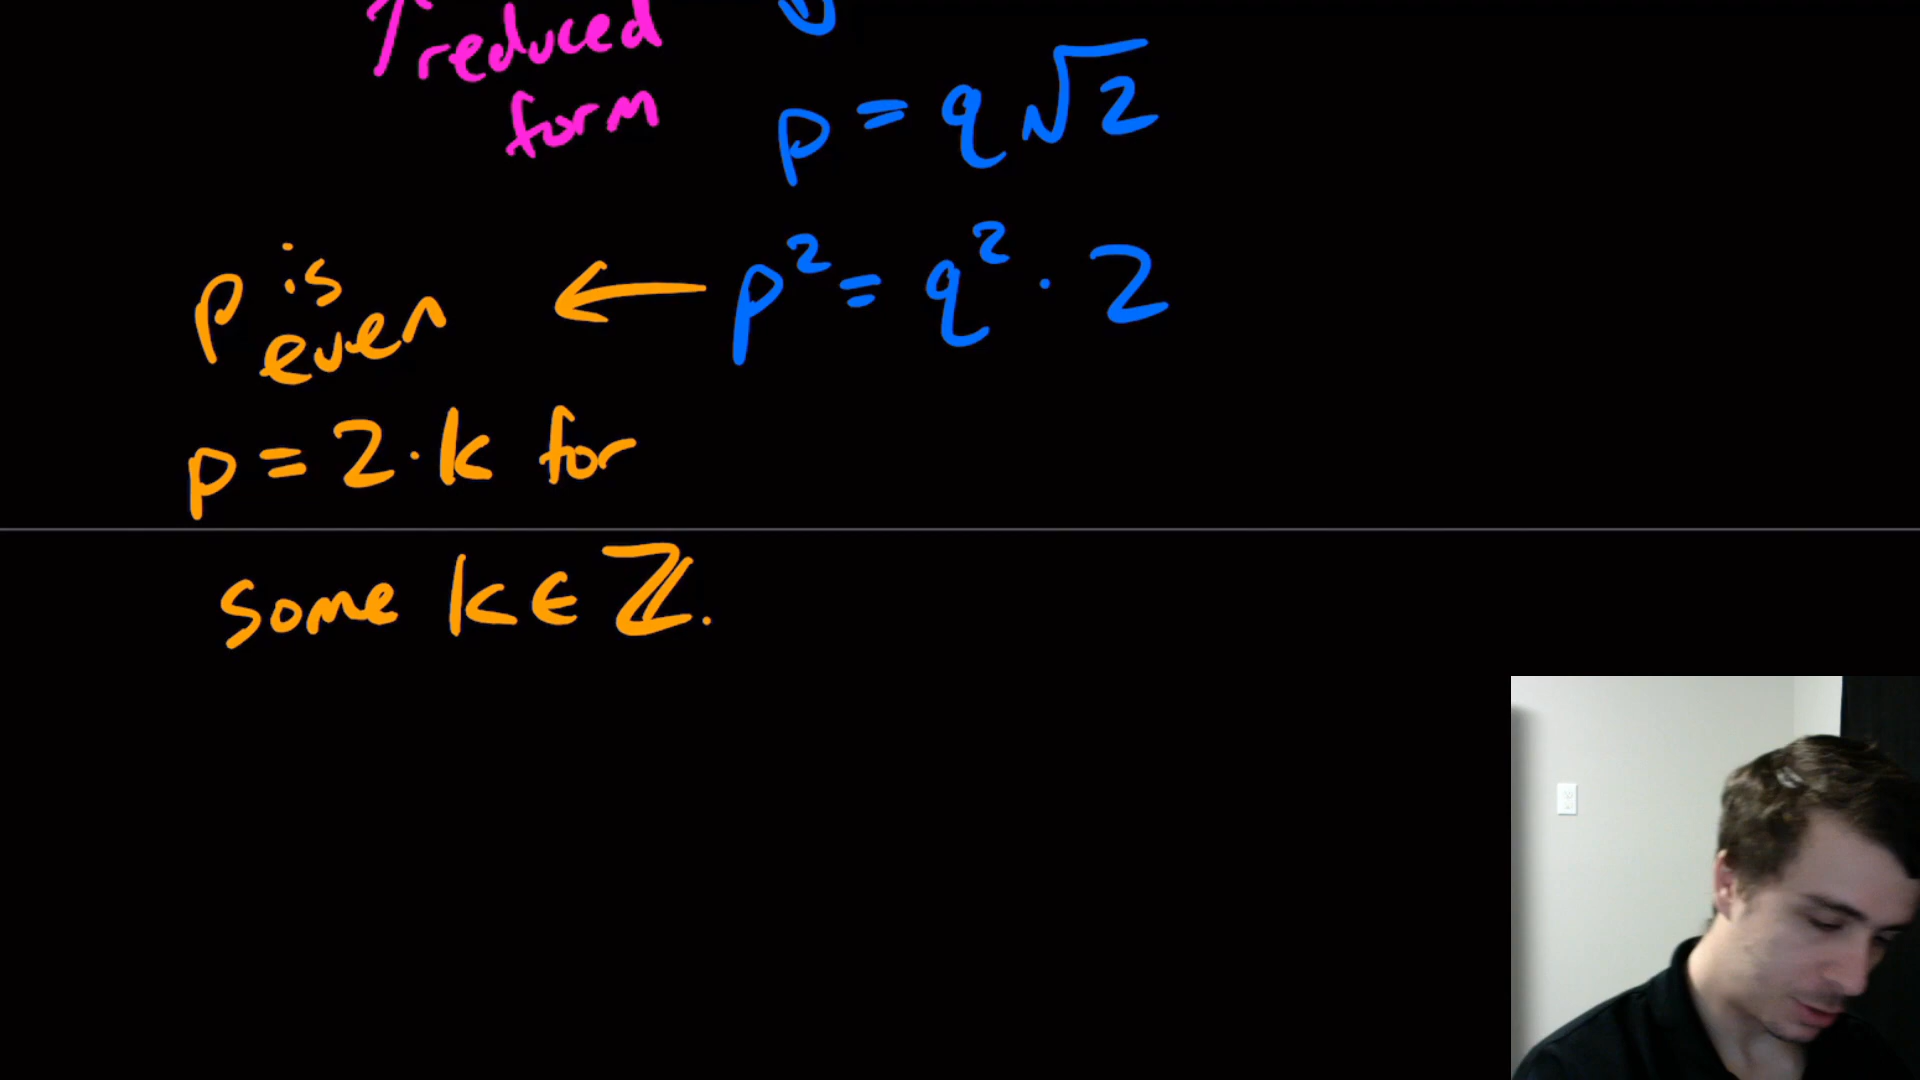 reduced
form
p = q√2
p is even ← p² = q² · 2
p = 2 · k for
some k ∈ ℤ.